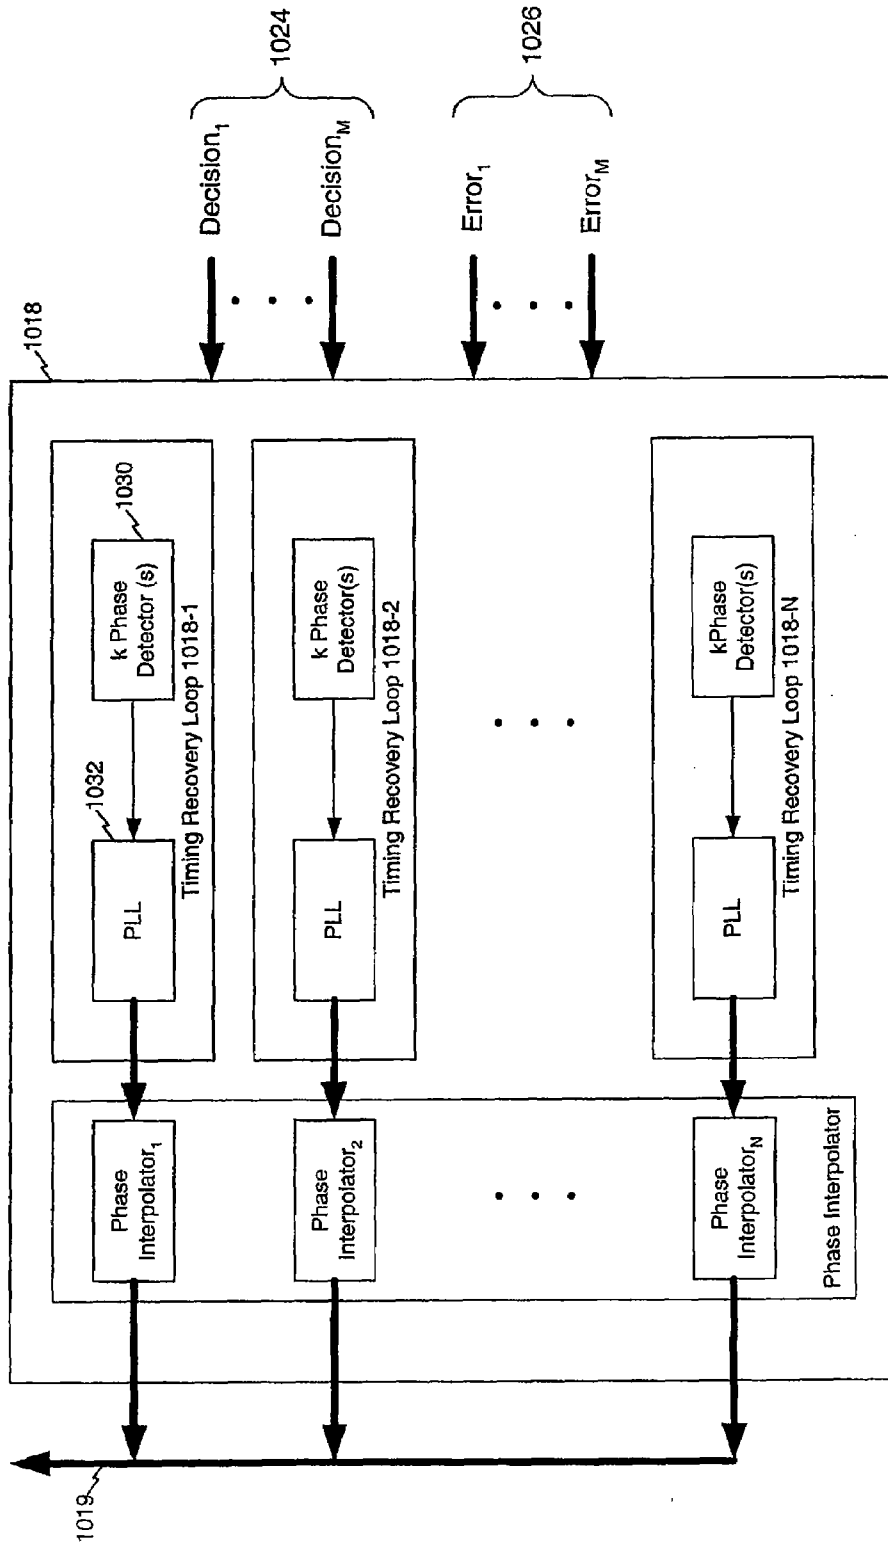 1018
1024
Decision1
DecisionM
1026
Error1
ErrorM
1030
k Phase
Detector (s)
1032
PLL
Timing Recovery Loop 1018-1
k Phase
Detector(s)
PLL
Timing Recovery Loop 1018-2
kPhase
Detector(s)
PLL
Timing Recovery Loop 1018-N
Phase
Interpolator1
Phase
Interpolator2
Phase
InterpolatorN
Phase Interpolator
1019